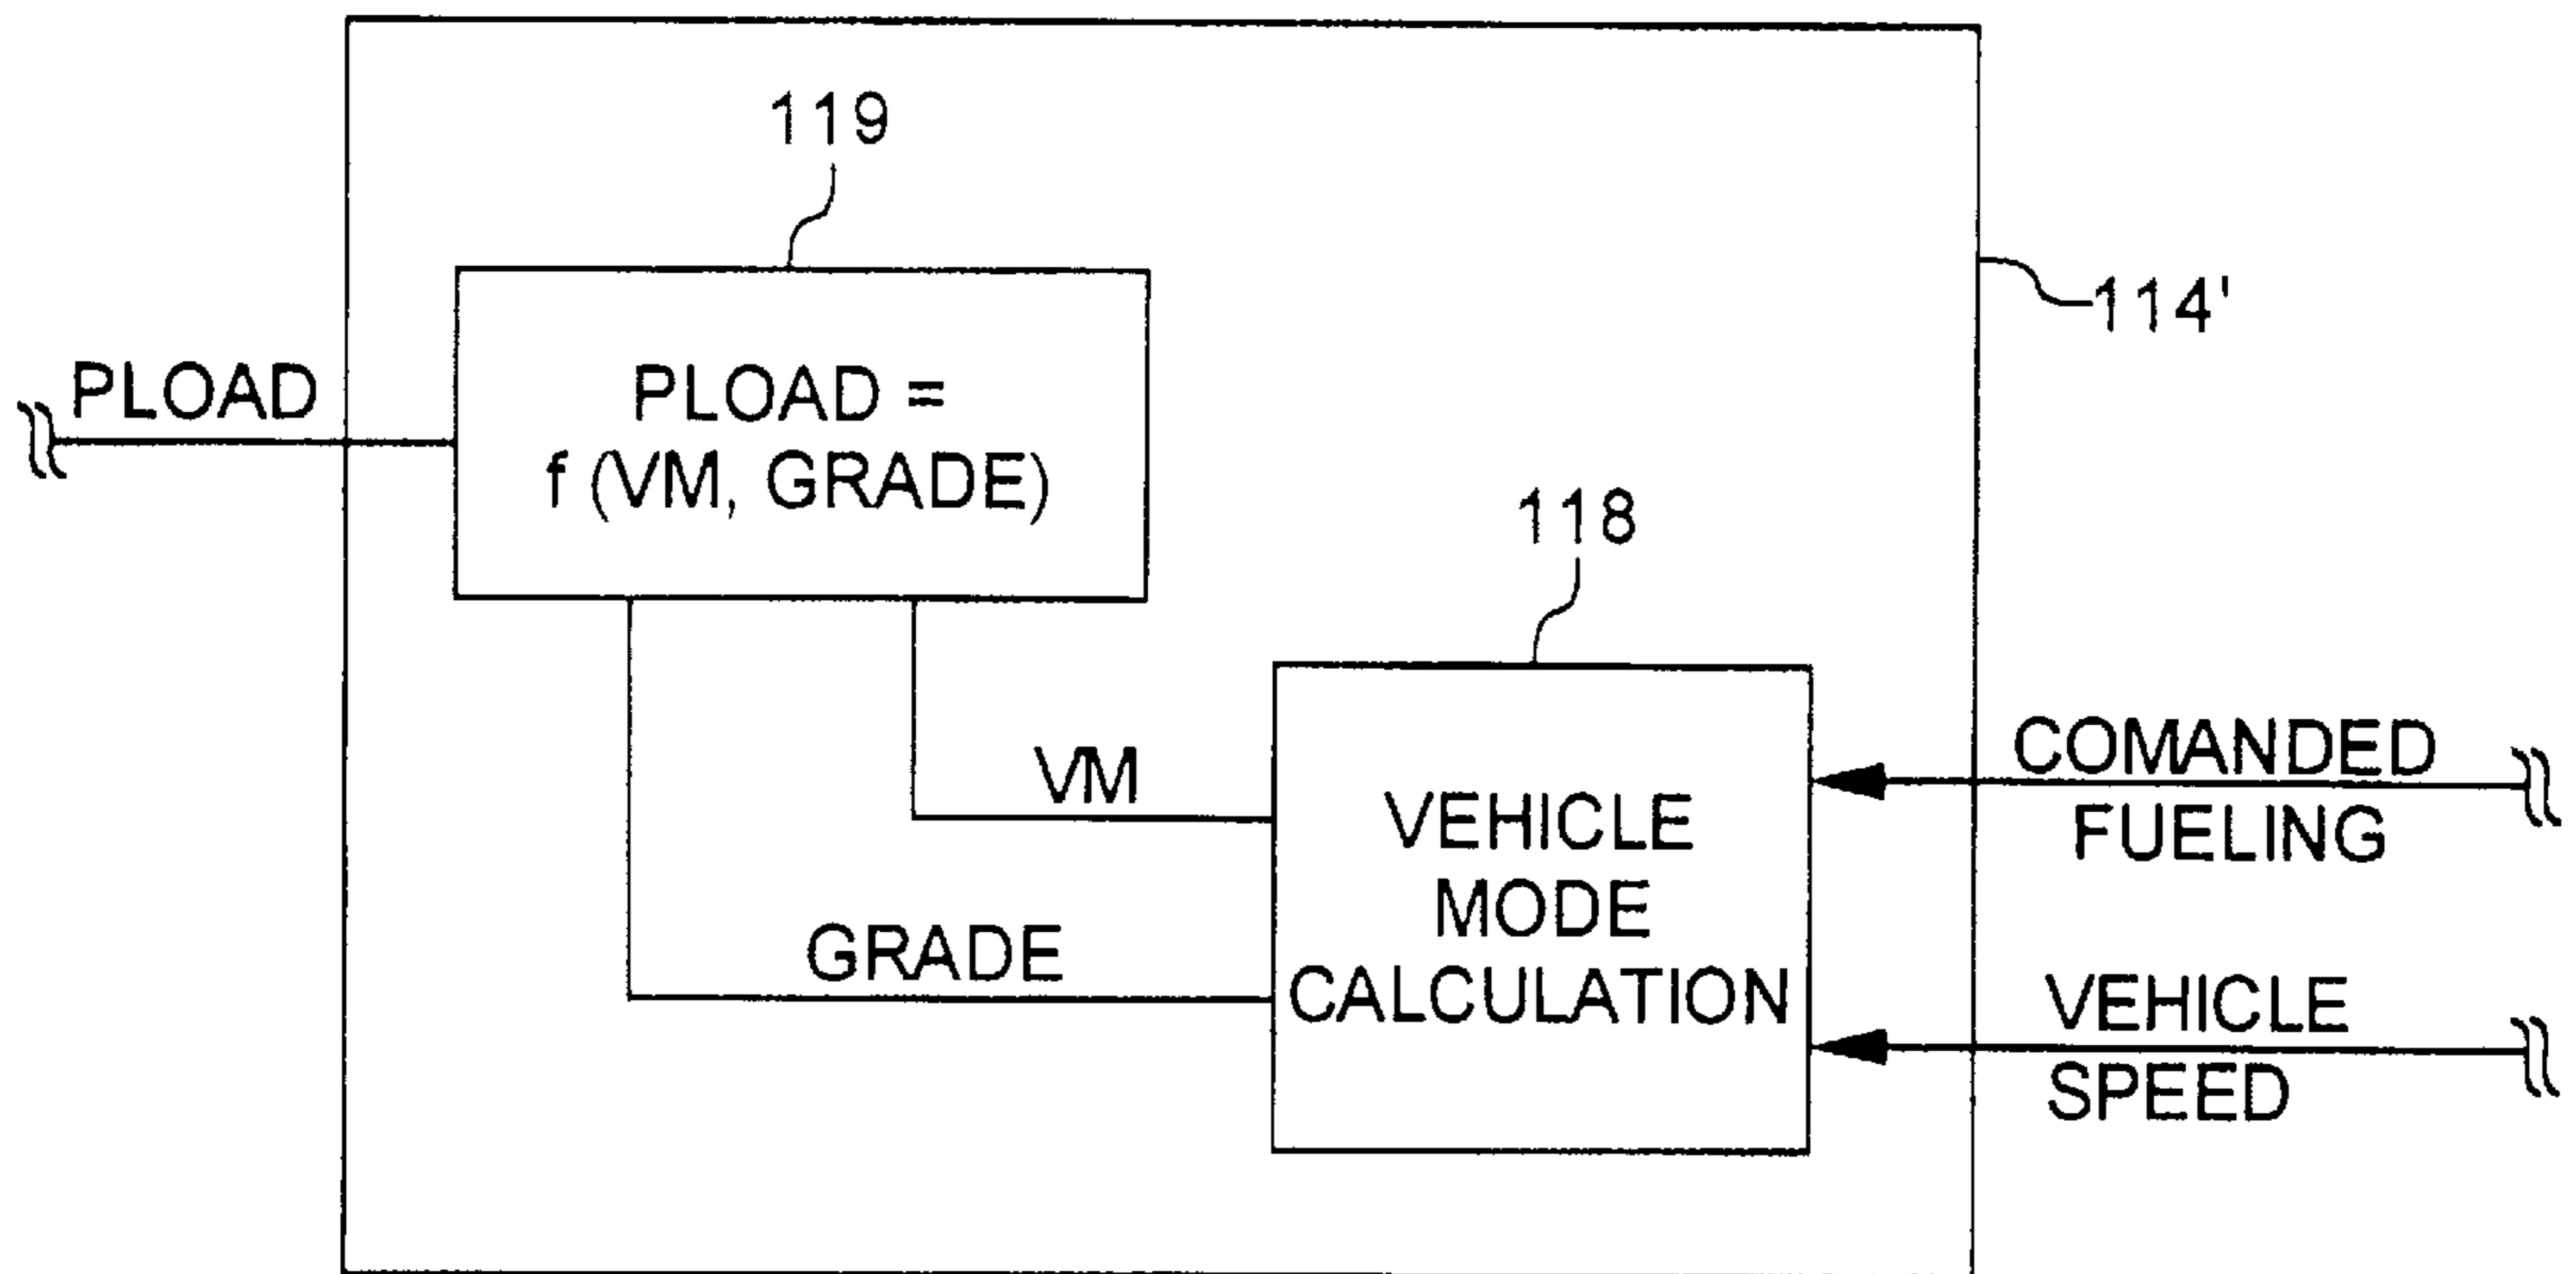 119
114'
PLOAD
PLOAD =
f (VM, GRADE)
118
VM
COMANDED
FUELING
VEHICLE
MODE
CALCULATION
GRADE
VEHICLE
SPEED